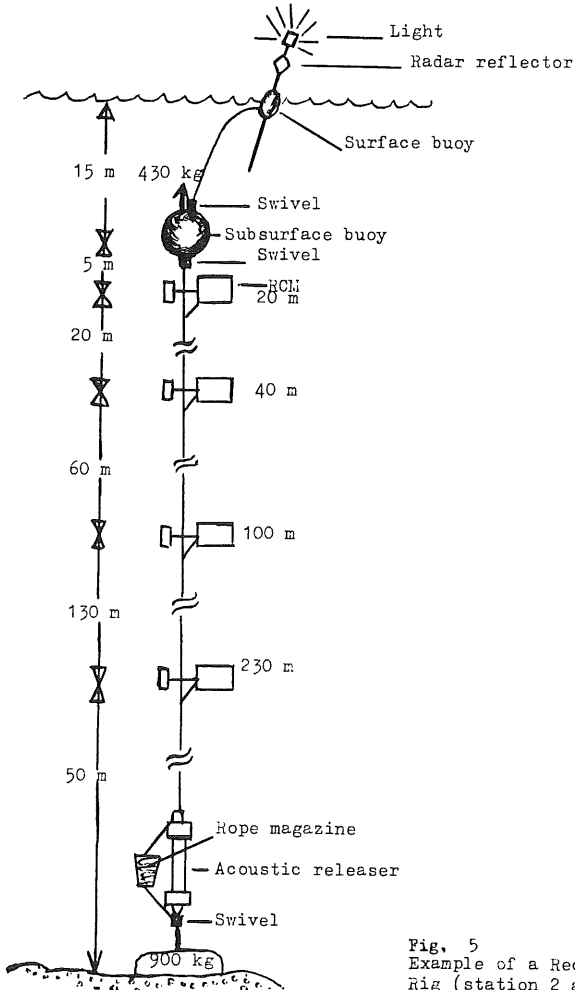 Light
Radar reflector
Surface buoy
15 m
430 kg
Swivel
Subsurface buoy
Swivel
5 m
RCM
20 m
20 m
40 m
60 m
100 m
130 m
230 m
50 m
Rope magazine
Acoustic releaser
Swivel
900 kg
Fig. 5
Example of a Rec
Rig (station 2 a